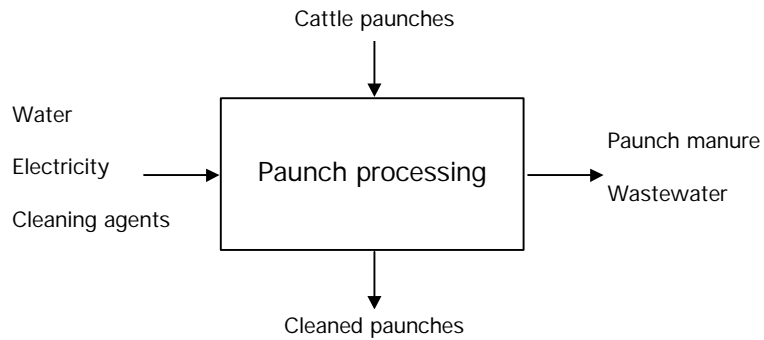 Cattle paunches
Water
Electricity
Cleaning agents
Paunch processing
Paunch manure
Wastewater
Cleaned paunches